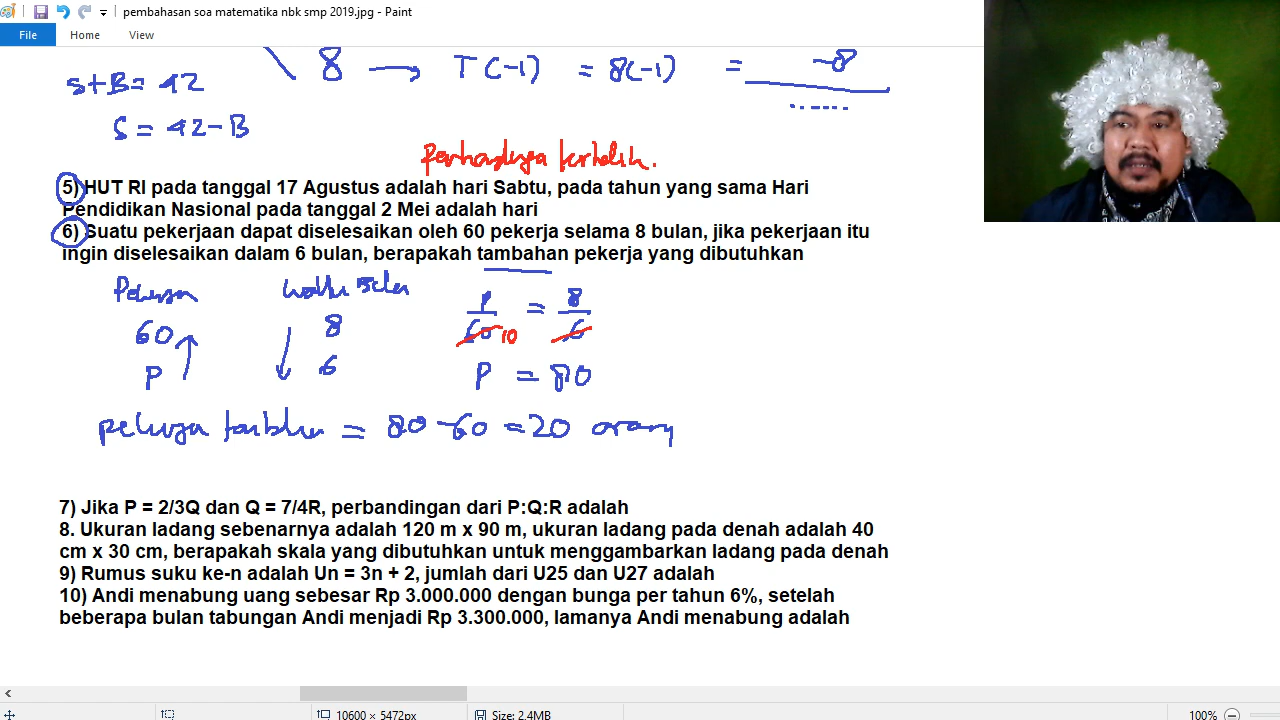 pembahasan soa matematika nbk smp 2019.jpg - Paint
File Home View
S+B= 42
8 → T(-1) = 8(-1) = -8
S = 42-B
......
5) HUT RI pada tanggal 17 Agustus adalah hari Sabtu, pada tahun yang sama Hari
Pendidikan Nasional pada tanggal 2 Mei adalah hari
6) Suatu pekerjaan dapat diselesaikan oleh 60 pekerja selama 8 bulan, jika pekerjaan itu
ingin diselesaikan dalam 6 bulan, berapakah tambahan pekerja yang dibutuhkan
P/60 = 8/6
10
60 8
P 6
P = 80
= 80-60 = 20 orang
7) Jika P = 2/3Q dan Q = 7/4R, perbandingan dari P:Q:R adalah
8. Ukuran ladang sebenarnya adalah 120 m x 90 m, ukuran ladang pada denah adalah 40
cm x 30 cm, berapakah skala yang dibutuhkan untuk menggambarkan ladang pada denah
9) Rumus suku ke-n adalah Un = 3n + 2, jumlah dari U25 dan U27 adalah
10) Andi menabung uang sebesar Rp 3.000.000 dengan bunga per tahun 6%, setelah
beberapa bulan tabungan Andi menjadi Rp 3.300.000, lamanya Andi menabung adalah
10600 × 5472px Size: 2.4MB 100%